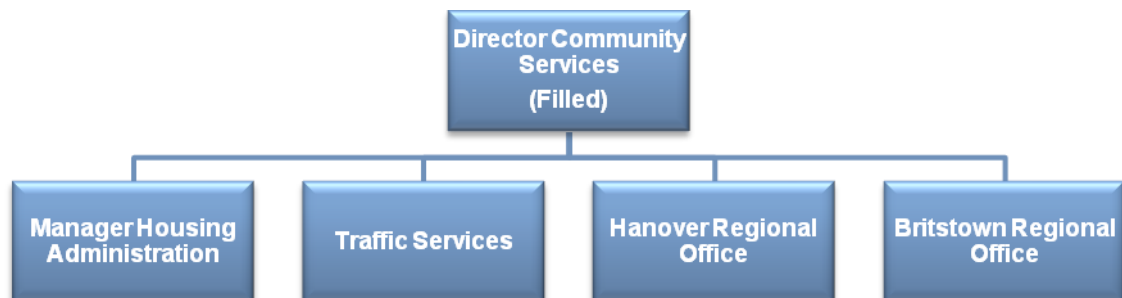 Director Community
Services
(Filled)
Manager Housing
Administration
Traffic Services
Hanover Regional
Office
Britstown Regional
Office